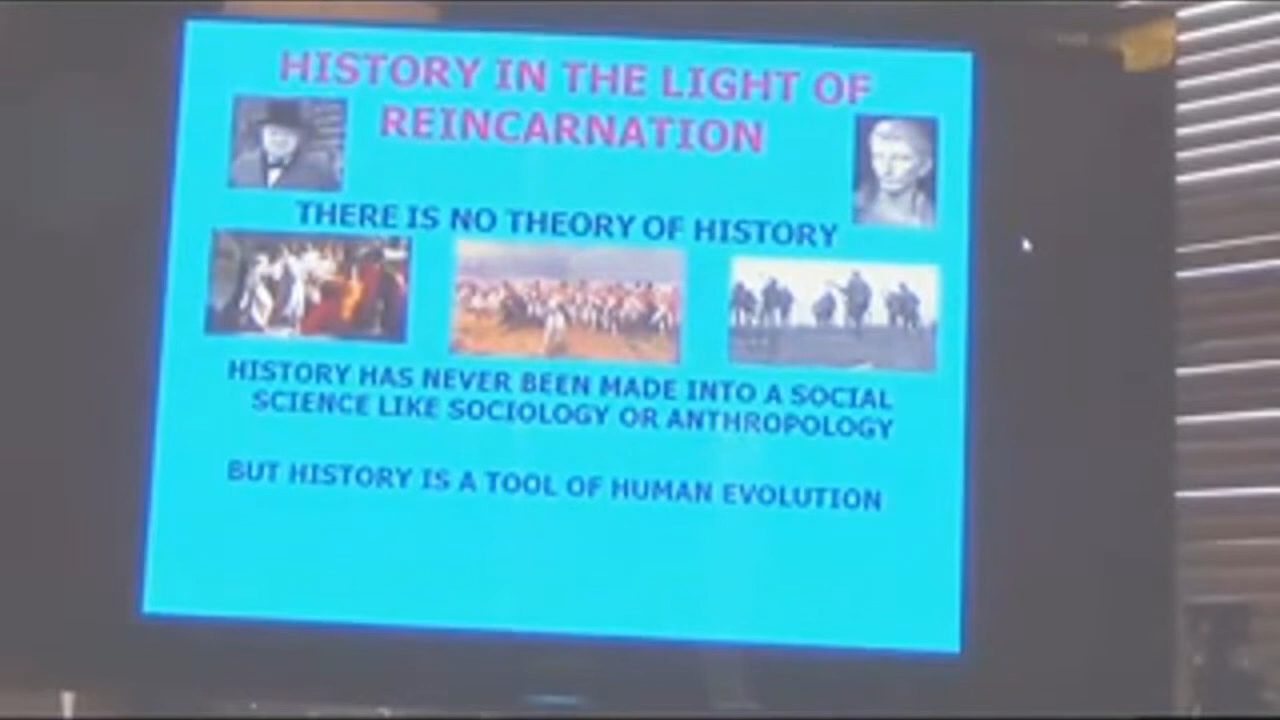 HISTORY IN THE LIGHT OF
REINCARNATION
THERE IS NO THEORY OF HISTORY
HISTORY HAS NEVER BEEN MADE INTO A SOCIAL
SCIENCE LIKE SOCIOLOGY OR ANTHROPOLOGY
BUT HISTORY IS A TOOL OF HUMAN EVOLUTION